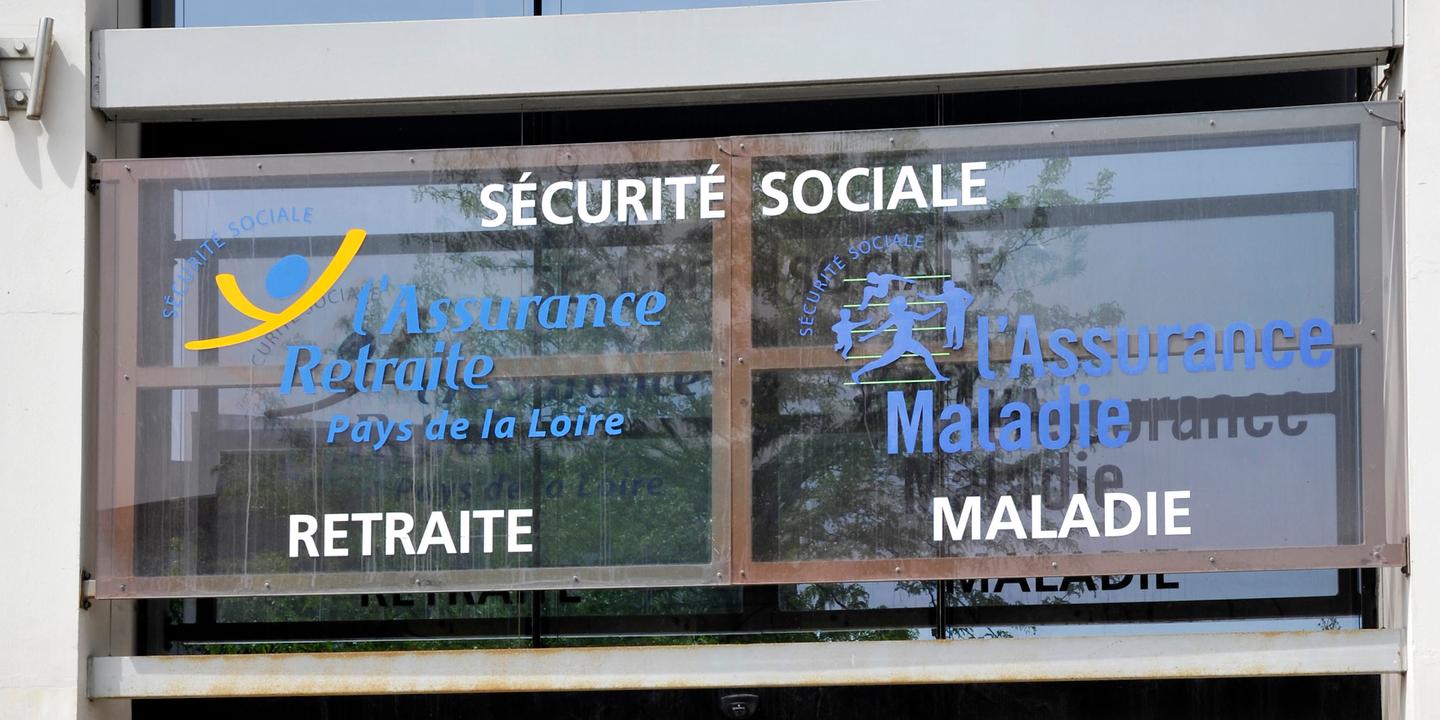 SÉCURITÉ SOCIALE
SÉCURITÉ SOCIALE
l'Assurance
Retraite
Pays de la Loire
RETRAITE
SÉCURITÉ SOCIALE
l'Assurance
Maladie
MALADIE